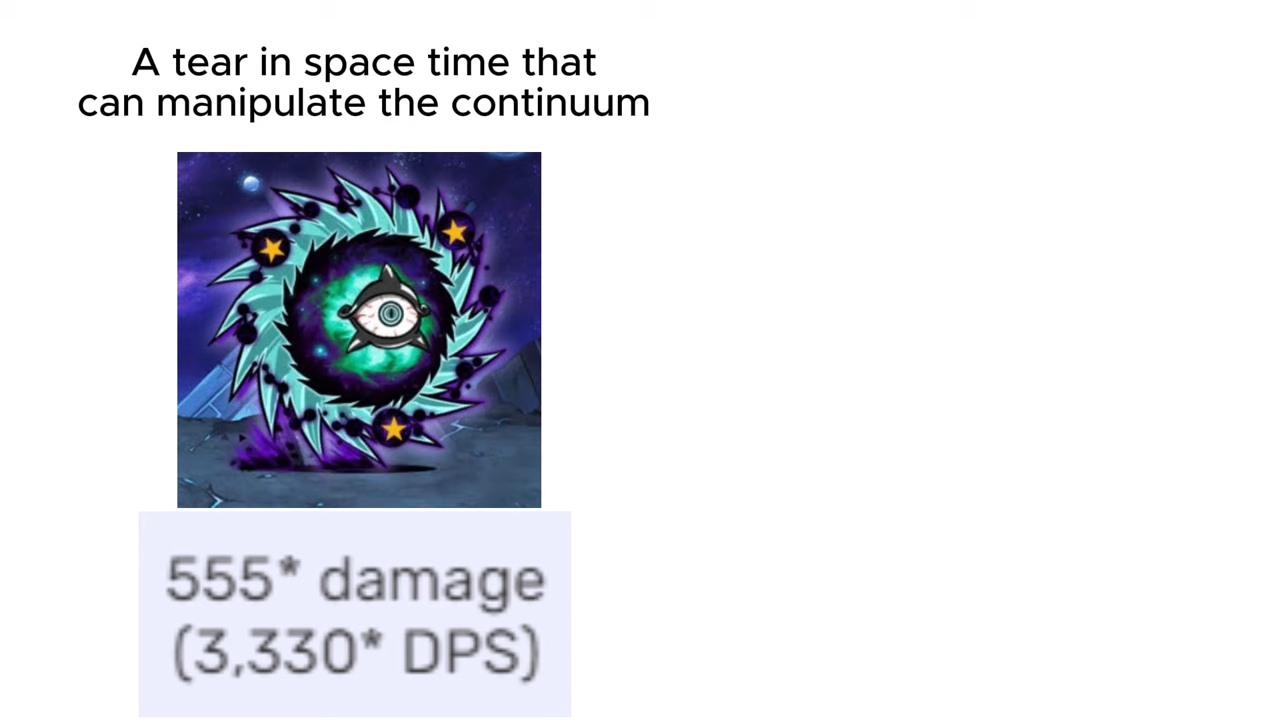 A tear in space time that
can manipulate the continuum
555* damage
(3,330* DPS)